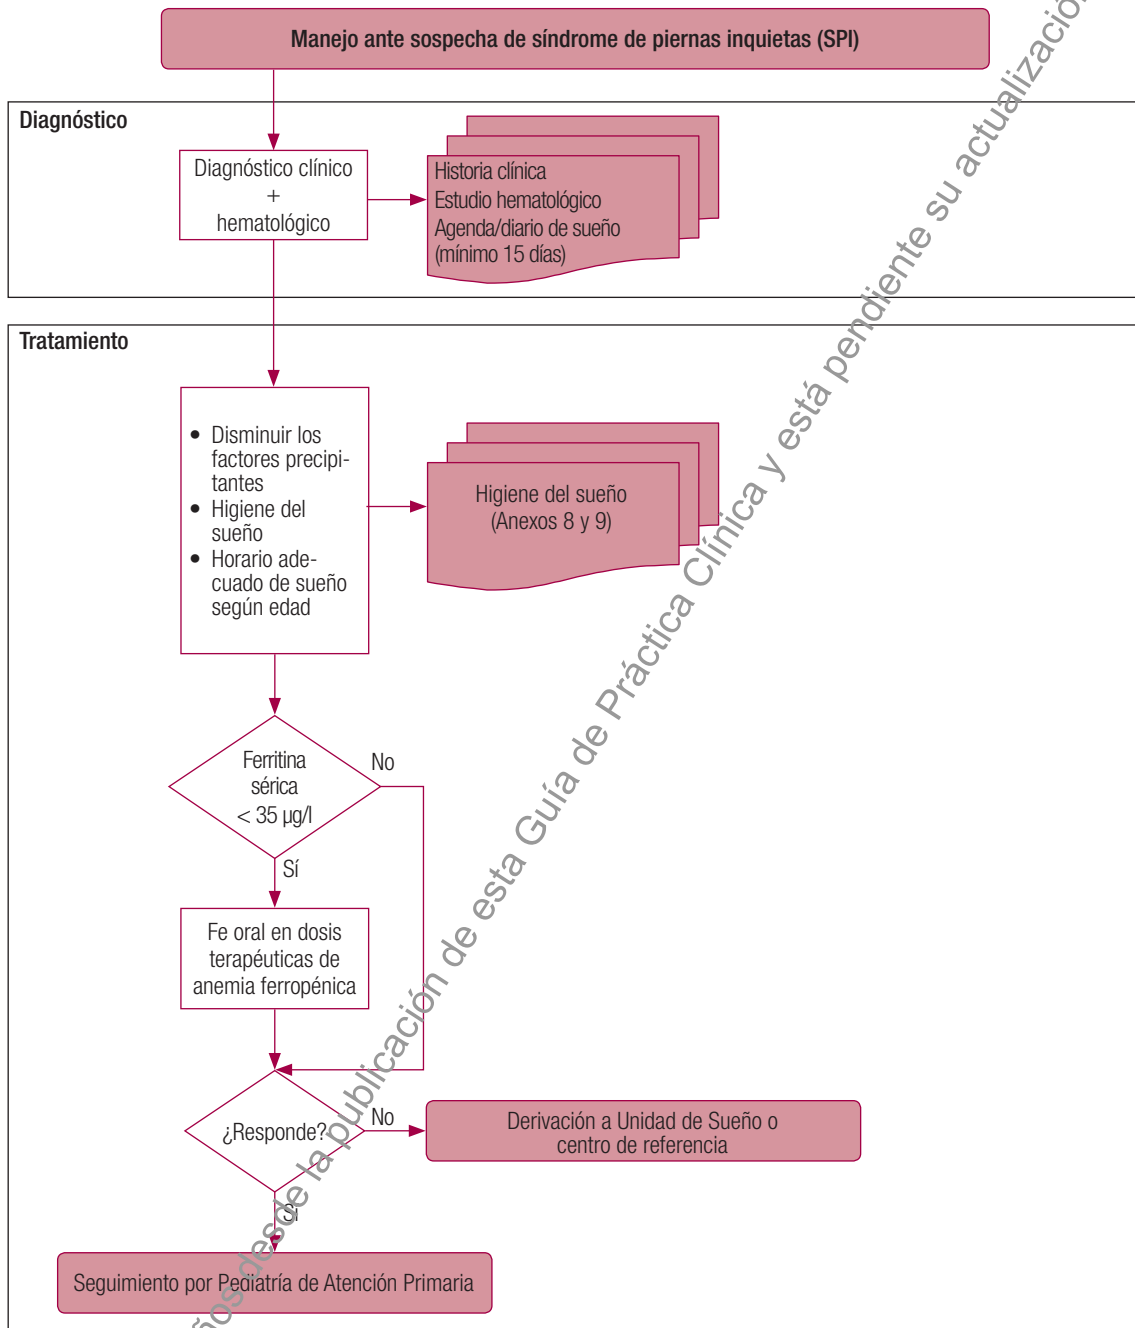 Manejo ante sospecha de síndrome de piernas inquietas (SPI)
Diagnóstico
Diagnóstico clínico
+
hematológico
Historia clínica
Estudio hematológico
Agenda/diario de sueño
(mínimo 15 días)
Tratamiento
• Disminuir los
factores precipi-
tantes
• Higiene del
sueño
• Horario ade-
cuado de sueño
según edad
Higiene del sueño
(Anexos 8 y 9)
Ferritina
sérica
< 35 µg/l
No
Sí
Fe oral en dosis
terapéuticas de
anemia ferropénica
¿Responde?
No
Derivación a Unidad de Sueño o
centro de referencia
Sí
Seguimiento por Pediatría de Atención Primaria
desde la publicación de esta Guía de Práctica Clínica y está pendiente su actualización